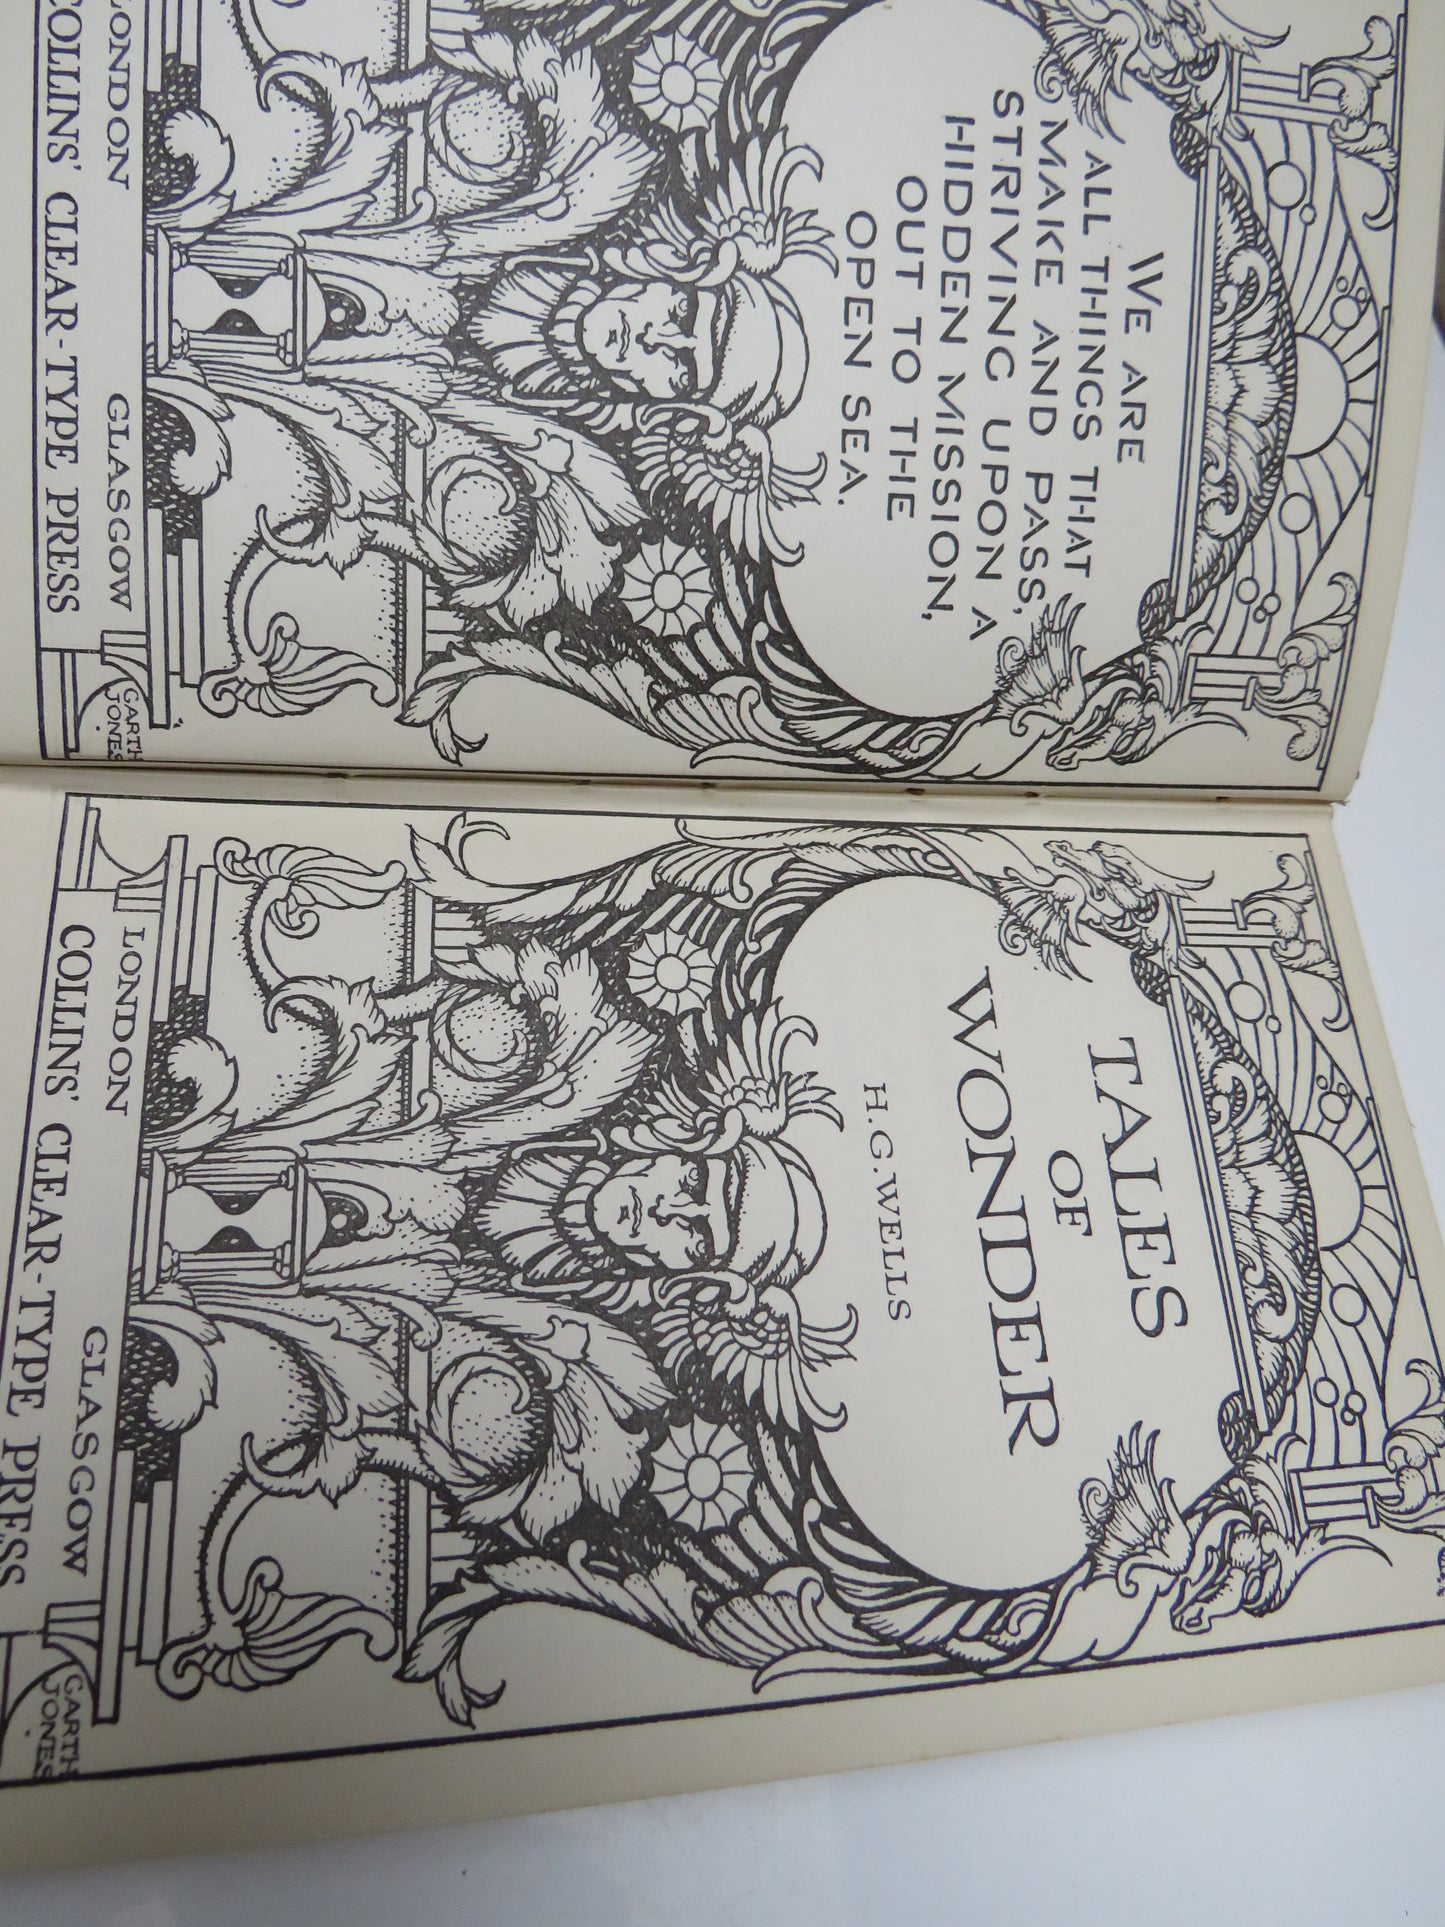 WE ARE
ALL THINGS THAT
MAKE AND PASS,
STRIVING UPON A
HIDDEN MISSION,
OUT TO THE
OPEN SEA.
LONDON GLASGOW
COLLINS' CLEAR-TYPE PRESS
GARTH
JONES
TALES
OF
WONDER
H.G.WELLS
LONDON GLASGOW
COLLINS' CLEAR-TYPE PRESS
GARTH
JONES